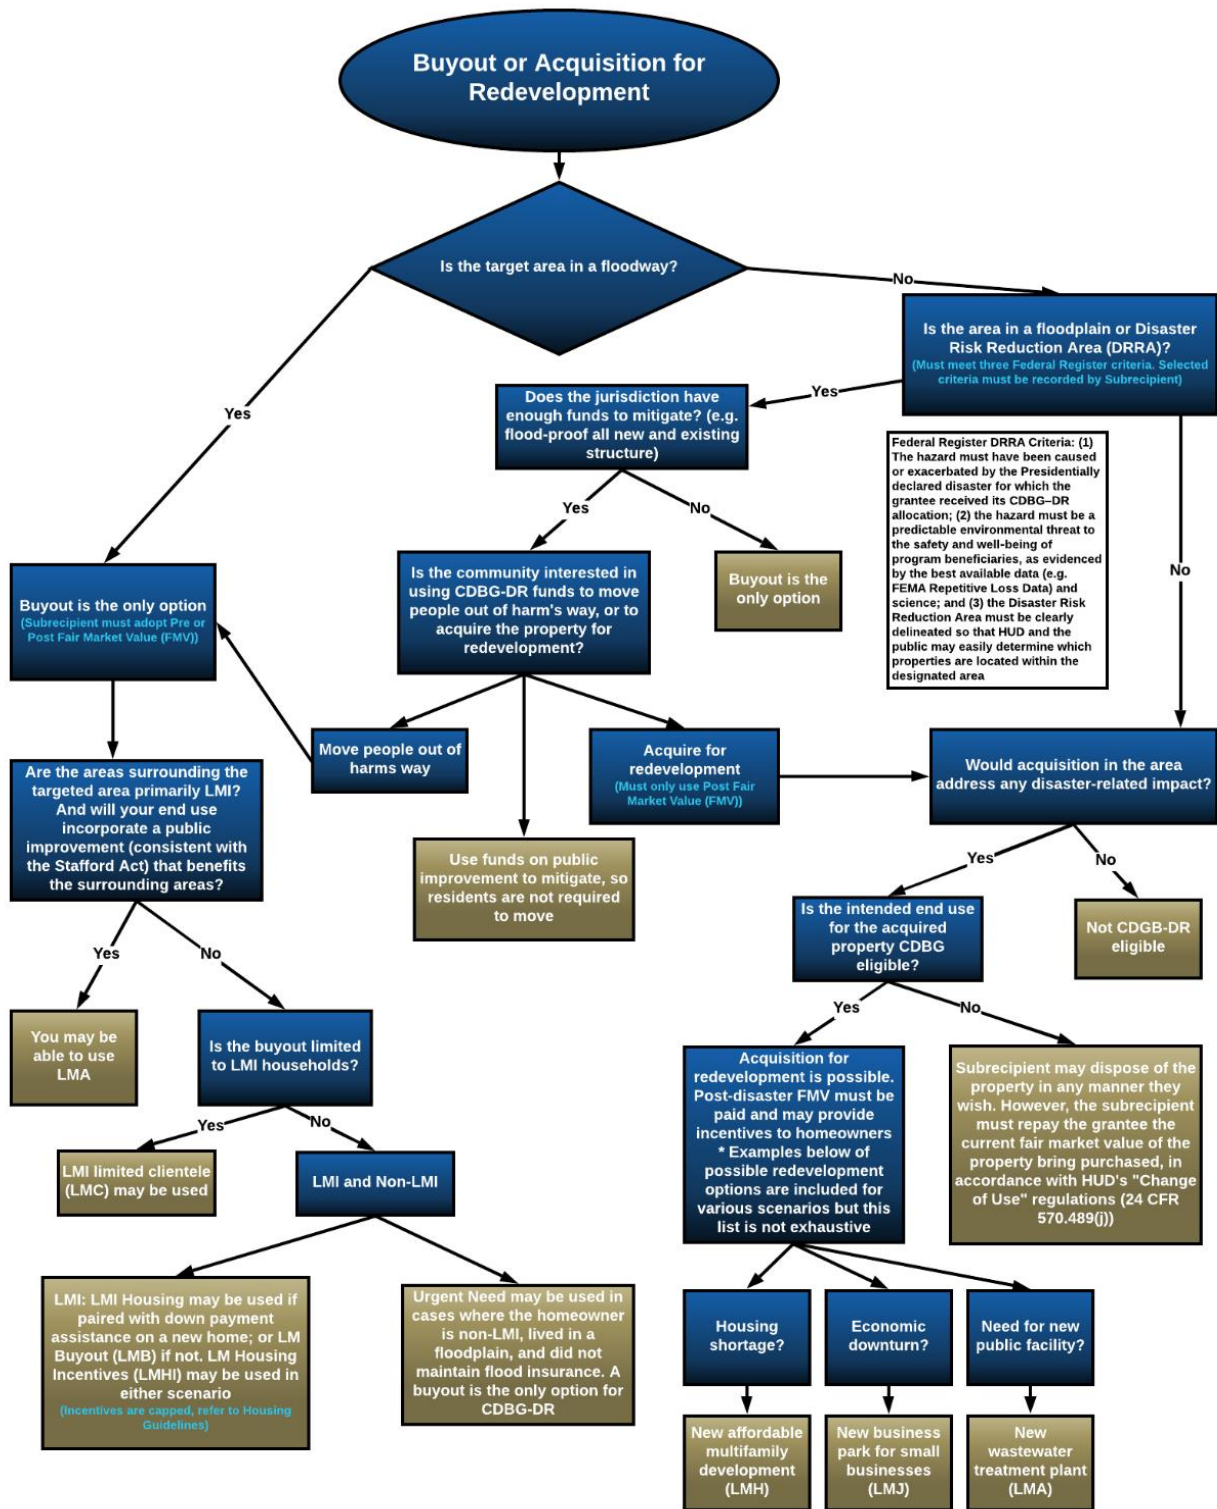 Buyout or Acquisition for
Redevelopment
Is the target area in a floodway?
No
Yes
Is the area in a floodplain or Disaster
Risk Reduction Area (DRRA)?
(Must meet three Federal Register criteria. Selected
criteria must be recorded by Subrecipient)
Yes
No
Does the jurisdiction have
enough funds to mitigate? (e.g.
flood-proof all new and existing
structure)
Yes
No
Federal Register DRRA Criteria: (1)
The hazard must have been caused
or exacerbated by the Presidentially
declared disaster for which the
grantee received its CDBG–DR
allocation; (2) the hazard must be a
predictable environmental threat to
the safety and well-being of
program beneficiaries, as evidenced
by the best available data (e.g.
FEMA Repetitive Loss Data) and
science; and (3) the Disaster Risk
Reduction Area must be clearly
delineated so that HUD and the
public may easily determine which
properties are located within the
designated area
Buyout is the only option
(Subrecipient must adopt Pre or
Post Fair Market Value (FMV))
Is the community interested in
using CDBG-DR funds to move
people out of harm's way, or to
acquire the property for
redevelopment?
Buyout is the
only option
Move people out of
harms way
Acquire for
redevelopment
(Must only use Post Fair
Market Value (FMV))
Would acquisition in the area
address any disaster-related impact?
Are the areas surrounding the
targeted area primarily LMI?
And will your end use
incorporate a public
improvement (consistent with
the Stafford Act) that benefits
the surrounding areas?
Use funds on public
improvement to mitigate, so
residents are not required
to move
Yes
No
Is the intended end use
for the acquired
property CDBG
eligible?
Not CDGB-DR
eligible
Yes
No
You may be
able to use
LMA
Is the buyout limited
to LMI households?
Yes
No
Acquisition for
redevelopment is possible.
Post-disaster FMV must be
paid and may provide
incentives to homeowners
* Examples below of
possible redevelopment
options are included for
various scenarios but this
list is not exhaustive
Subrecipient may dispose of the
property in any manner they
wish. However, the subrecipient
must repay the grantee the
current fair market value of the
property bring purchased, in
accordance with HUD's "Change
of Use" regulations (24 CFR
570.489(j))
Yes
No
LMI limited clientele
(LMC) may be used
LMI and Non-LMI
LMI: LMI Housing may be used if
paired with down payment
assistance on a new home; or LM
Buyout (LMB) if not. LM Housing
Incentives (LMHI) may be used in
either scenario
(Incentives are capped, refer to Housing
Guidelines)
Urgent Need may be used in
cases where the homeowner
is non-LMI, lived in a
floodplain, and did not
maintain flood insurance. A
buyout is the only option for
CDBG-DR
Housing
shortage?
Economic
downturn?
Need for new
public facility?
New affordable
multifamily
development
(LMH)
New business
park for small
businesses
(LMJ)
New
wastewater
treatment plant
(LMA)